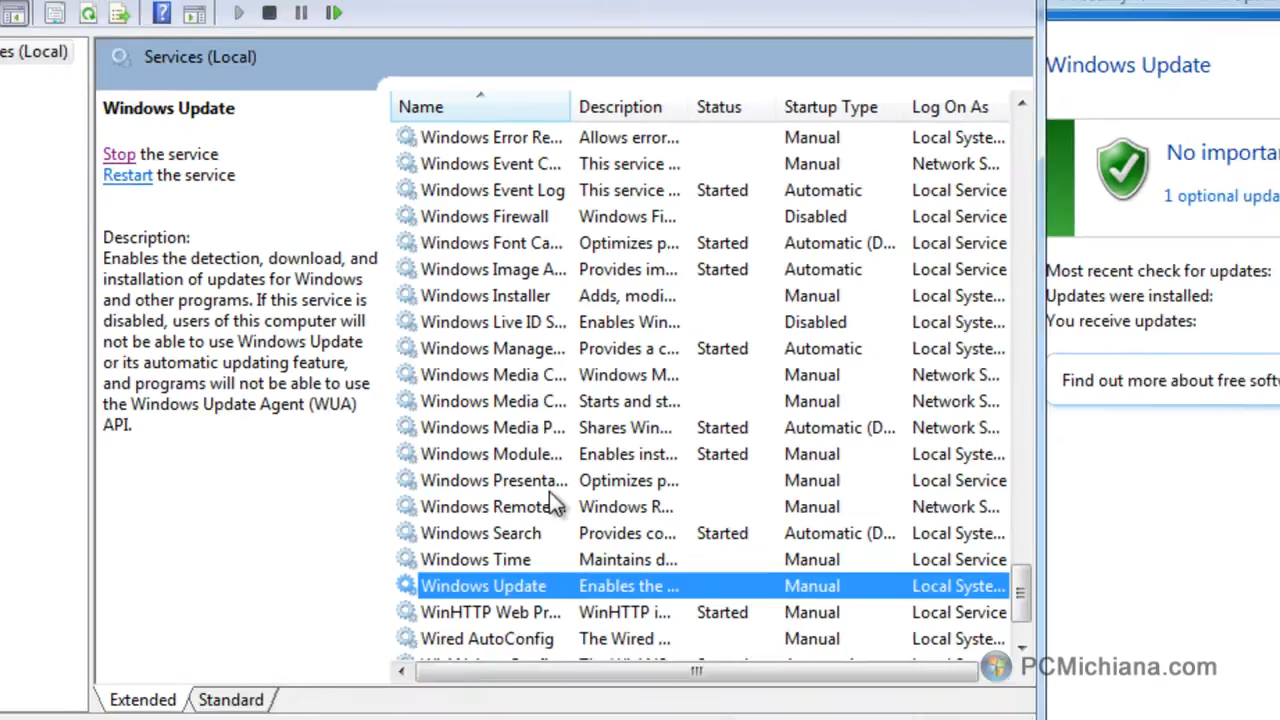 es (Local)
Services (Local)
Windows Update
Stop the service
Restart the service
Description:
Enables the detection, download, and
installation of updates for Windows
and other programs. If this service is
disabled, users of this computer will
not be able to use Windows Update
or its automatic updating feature,
and programs will not be able to use
the Windows Update Agent (WUA)
API.
Name Description Status Startup Type Log On As
Windows Error Re... Allows error... Manual Local Syste...
Windows Event C... This service ... Manual Network S...
Windows Event Log This service ... Started Automatic Local Service
Windows Firewall Windows Fi... Disabled Local Service
Windows Font Ca... Optimizes p... Started Automatic (D... Local Service
Windows Image A... Provides im... Started Automatic Local Service
Windows Installer Adds, modi... Manual Local Syste...
Windows Live ID S... Enables Win... Disabled Local Syste...
Windows Manage... Provides a c... Started Automatic Local Syste...
Windows Media C... Windows M... Manual Network S...
Windows Media C... Starts and st... Manual Network S...
Windows Media P... Shares Win... Started Automatic (D... Network S...
Windows Module... Enables inst... Started Manual Local Syste...
Windows Presenta... Optimizes p... Manual Local Service
Windows Remote Windows R... Manual Network S...
Windows Search Provides co... Started Automatic (D... Local Syste...
Windows Time Maintains d... Manual Local Service
Windows Update Enables the ... Manual Local Syste...
WinHTTP Web Pr... WinHTTP i... Started Manual Local Service
Wired AutoConfig The Wired ... Manual Local Syste...
Extended Standard
Windows Update
No importa
1 optional upda
Most recent check for updates:
Updates were installed:
You receive updates:
Find out more about free softw
PCMichiana.com